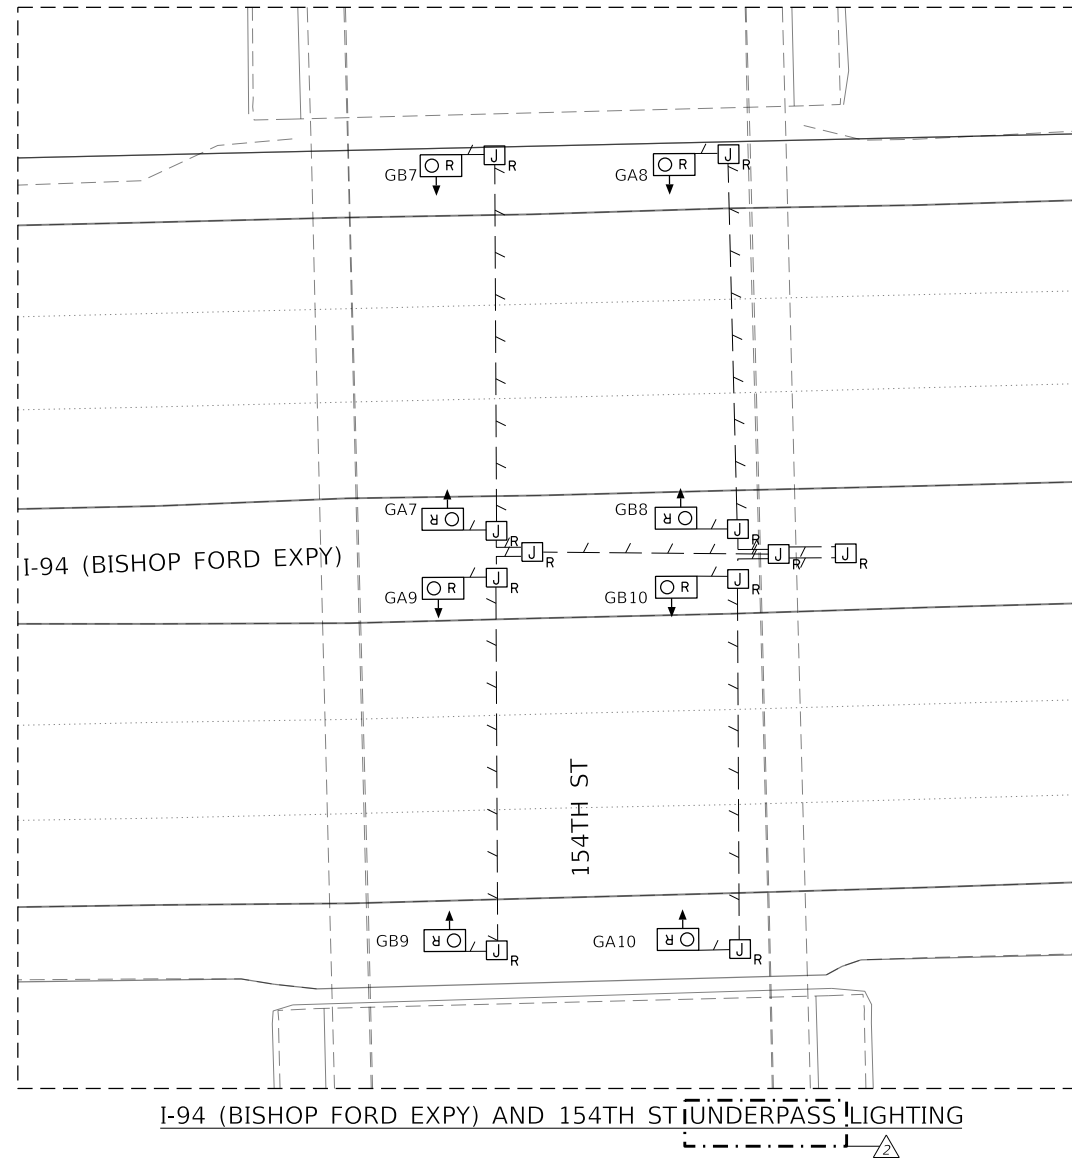 J
J
GB7
R
R
GA8
R
R
GA7
R
J
R
GB8
R
J
R
I-94 (BISHOP FORD EXPY)
J
R
J
R
J
R
GA9
R
J
R
GB10
R
J
R
154TH ST
GB9
R
J
R
GA10
R
J
R
I-94 (BISHOP FORD EXPY) AND 154TH ST UNDERPASS LIGHTING
2